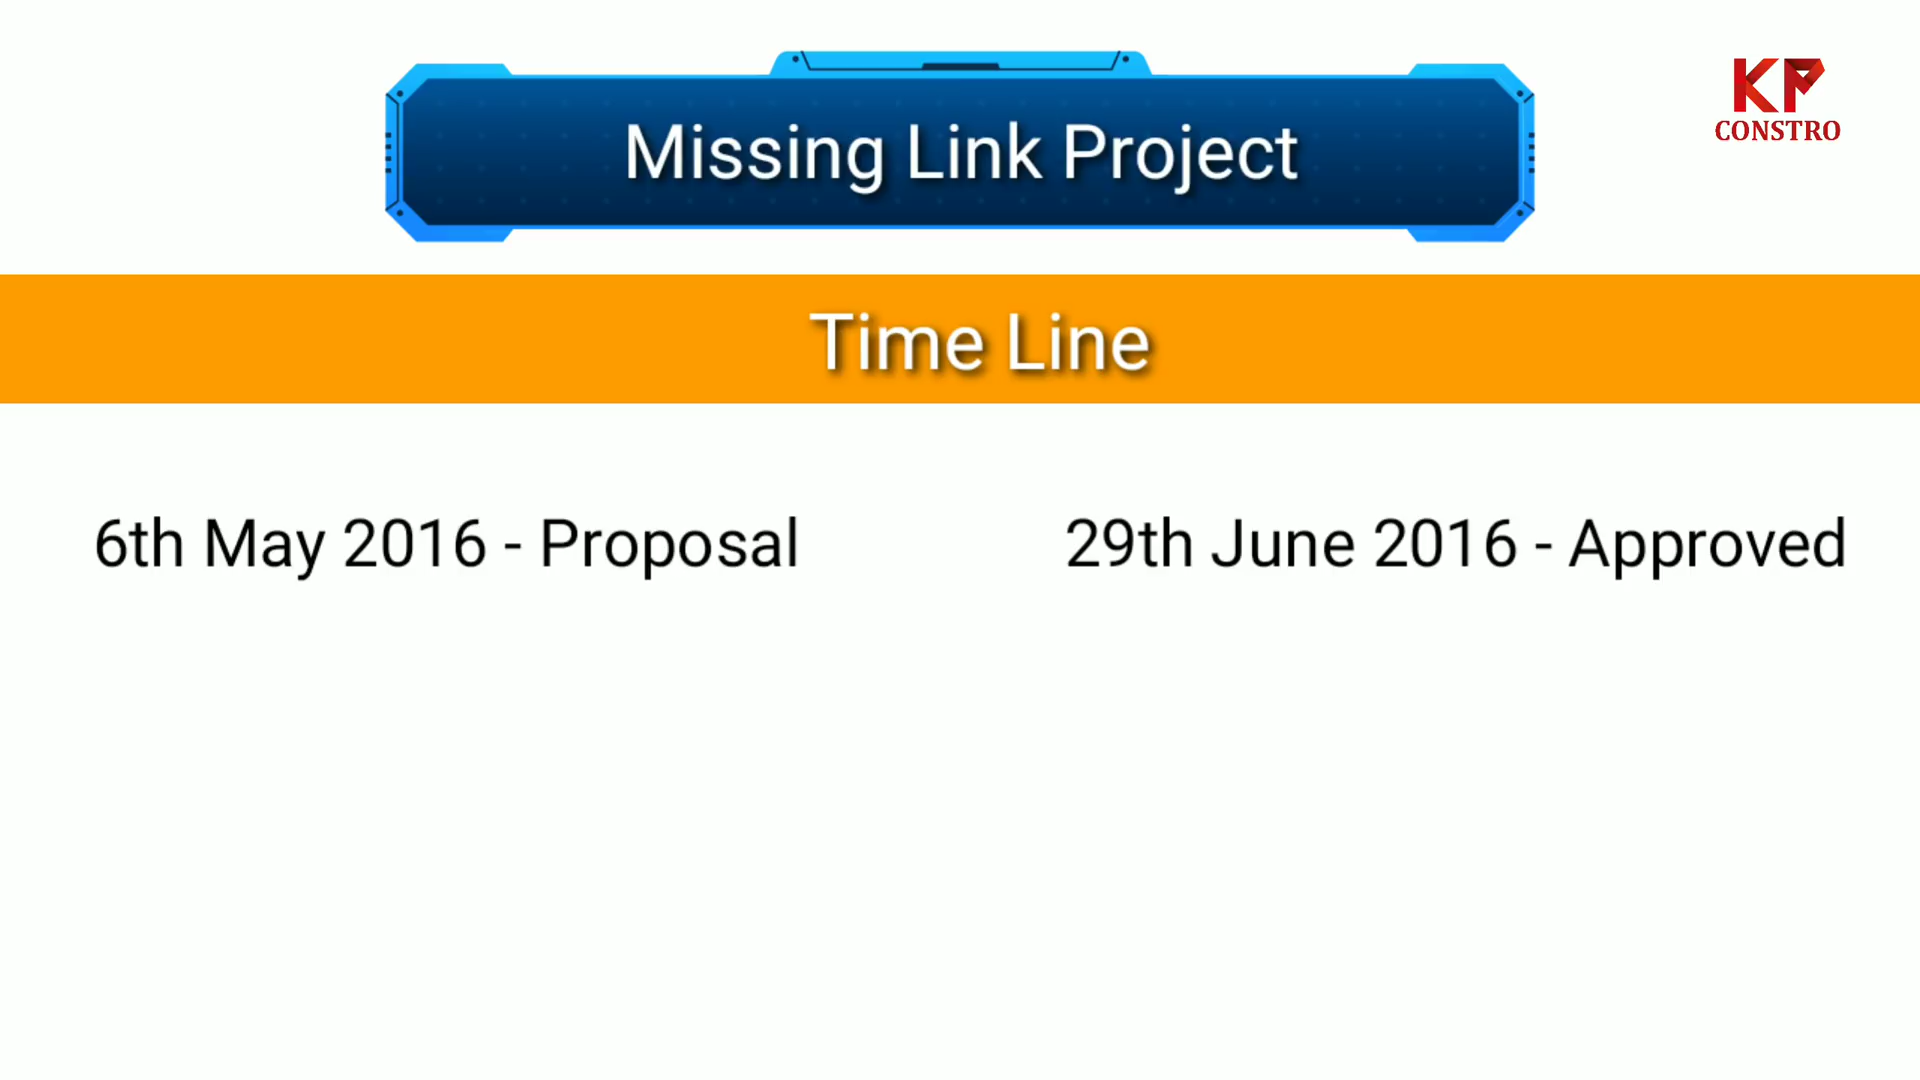 Missing Link Project
KP
CONSTRO
Time Line
6th May 2016 - Proposal
29th June 2016 - Approved